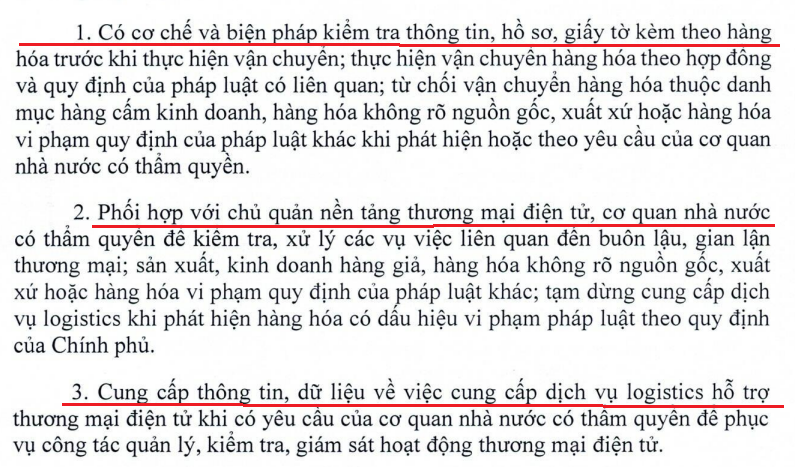 1. Có cơ chế và biện pháp kiểm tra thông tin, hồ sơ, giấy tờ kèm theo hàng
hóa trước khi thực hiện vận chuyển; thực hiện vận chuyển hàng hóa theo hợp đồng
và quy định của pháp luật có liên quan; từ chối vận chuyển hàng hóa thuộc danh
mục hàng cấm kinh doanh, hàng hóa không rõ nguồn gốc, xuất xứ hoặc hàng hóa
vi phạm quy định của pháp luật khác khi phát hiện hoặc theo yêu cầu của cơ quan
nhà nước có thẩm quyền.
2. Phối hợp với chủ quản nền tảng thương mại điện tử, cơ quan nhà nước
có thẩm quyền để kiểm tra, xử lý các vụ việc liên quan đến buôn lậu, gian lận
thương mại; sản xuất, kinh doanh hàng giả, hàng hóa không rõ nguồn gốc, xuất
xứ hoặc hàng hóa vi phạm quy định của pháp luật khác; tạm dừng cung cấp dịch
vụ logistics khi phát hiện hàng hóa có dấu hiệu vi phạm pháp luật theo quy định
của Chính phủ.
3. Cung cấp thông tin, dữ liệu về việc cung cấp dịch vụ logistics hỗ trợ
thương mại điện tử khi có yêu cầu của cơ quan nhà nước có thẩm quyền để phục
vụ công tác quản lý, kiểm tra, giám sát hoạt động thương mại điện tử.